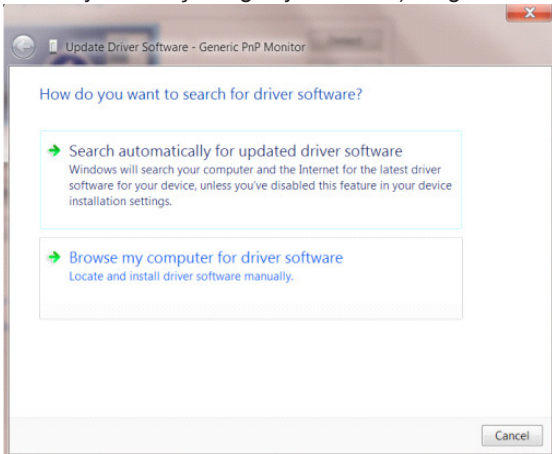 Update Driver Software - Generic PnP Monitor
How do you want to search for driver software?
Search automatically for updated driver software
Windows will search your computer and the Internet for the latest driver
software for your device, unless you've disabled this feature in your device
installation settings.
Browse my computer for driver software
Locate and install driver software manually.
Cancel